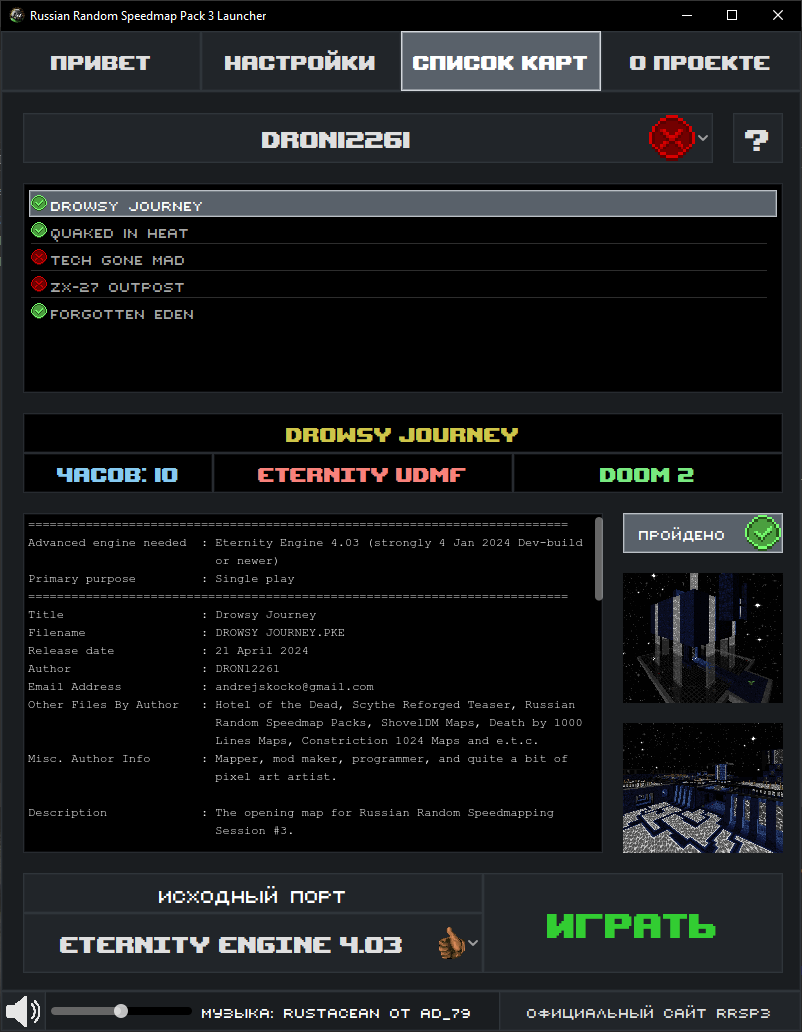 Russian Random Speedmap Pack 3 Launcher
ПРИВЕТ НАСТРОЙКИ СПИСОК КАРТ О ПРОЕКТЕ
DRON12261 ?
DROWSY JOURNEY
QUAKED IN HEAT
TECH GONE MAD
ZX-27 OUTPOST
FORGOTTEN EDEN
DROWSY JOURNEY
ЧАСОВ: 10 ETERNITY UDMF DOOM 2
===========================================================================
Advanced engine needed : Eternity Engine 4.03 (strongly 4 Jan 2024 Dev-build
or newer)
Primary purpose : Single play
===========================================================================
Title : Drowsy Journey
Filename : DROWSY JOURNEY.PKE
Release date : 21 April 2024
Author : DRON12261
Email Address : andrejskocko@gmail.com
Other Files By Author : Hotel of the Dead, Scythe Reforged Teaser, Russian
Random Speedmap Packs, ShovelDM Maps, Death by 1000
Lines Maps, Constriction 1024 Maps and e.t.c.
Misc. Author Info : Mapper, mod maker, programmer, and quite a bit of
pixel art artist.
Description : The opening map for Russian Random Speedmapping
Session #3.
ПРОЙДЕНО
ИСХОДНЫЙ ПОРТ
ETERNITY ENGINE 4.03
ИГРАТЬ
МУЗЫКА: RUSTACEAN ОТ AD_79
ОФИЦИАЛЬНЫЙ САЙТ RRSP3